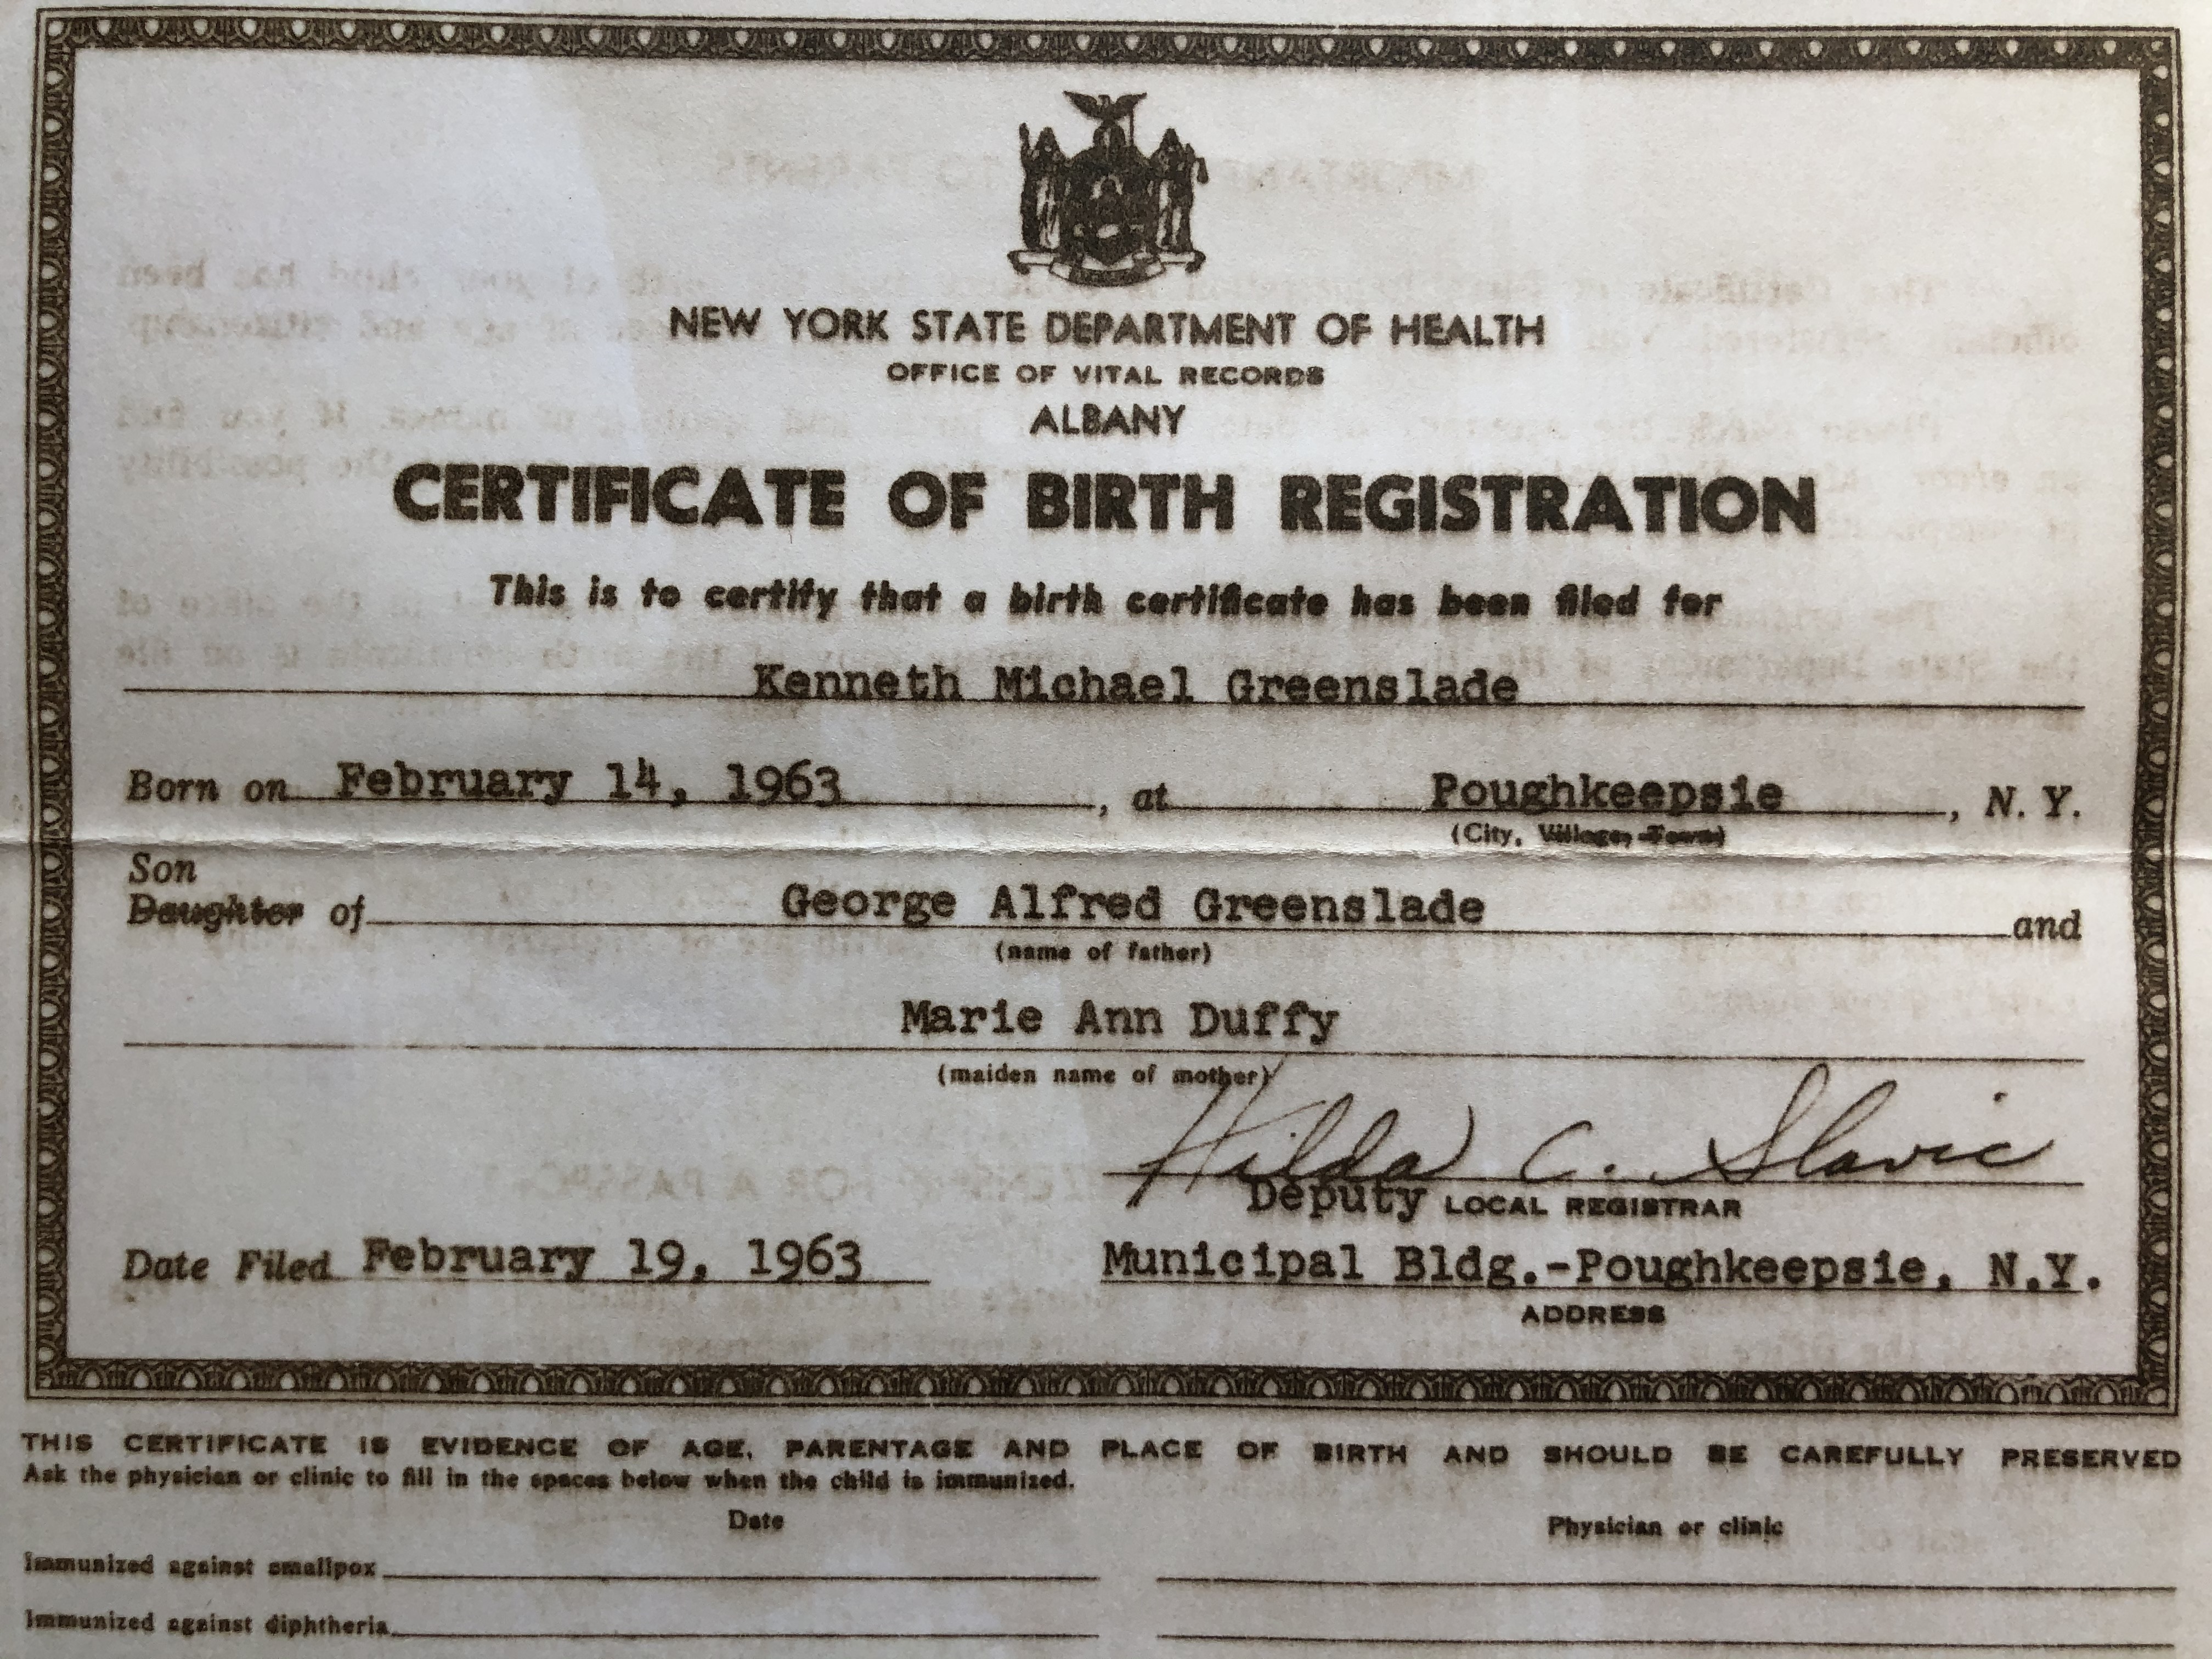 NEW YORK STATE DEPARTMENT OF HEALTH
OFFICE OF VITAL RECORDS
ALBANY
CERTIFICATE OF BIRTH REGISTRATION
This is to certify that a birth certificate has been filed for
Kenneth Michael Greenslade
Born on February 14, 1963, at Poughkeepsie, N. Y.
(City, Village, Town)
Son
Daughter of George Alfred Greenslade and
(name of father)
Marie Ann Duffy
(maiden name of mother)
Hilda C. Slavic
Deputy LOCAL REGISTRAR
Date Filed February 19, 1963 Municipal Bldg.-Poughkeepsie, N.Y.
ADDRESS
THIS CERTIFICATE IS EVIDENCE OF AGE, PARENTAGE AND PLACE OF BIRTH AND SHOULD BE CAREFULLY PRESERVED
Ask the physician or clinic to fill in the spaces below when the child is immunized.
Date Physician or clinic
Immunized against smallpox
Immunized against diphtheria